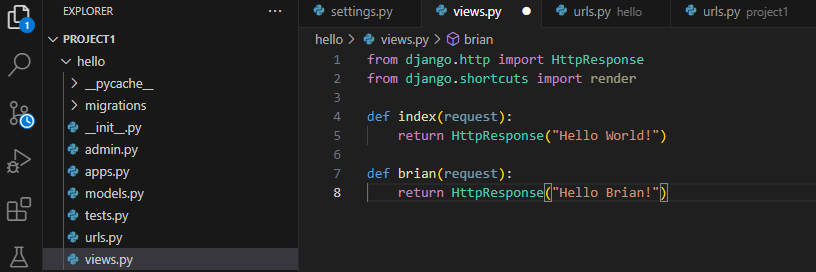 1
EXPLORER
···
PROJECT1
hello
__pycache__
migrations
__init__.py
admin.py
apps.py
models.py
tests.py
urls.py
views.py
settings.py
views.py
urls.py hello
urls.py project1
hello > views.py > brian
1 from django.http import HttpResponse
2 from django.shortcuts import render
3
4 def index(request):
5     return HttpResponse("Hello World!")
6
7 def brian(request):
8     return HttpResponse("Hello Brian!")